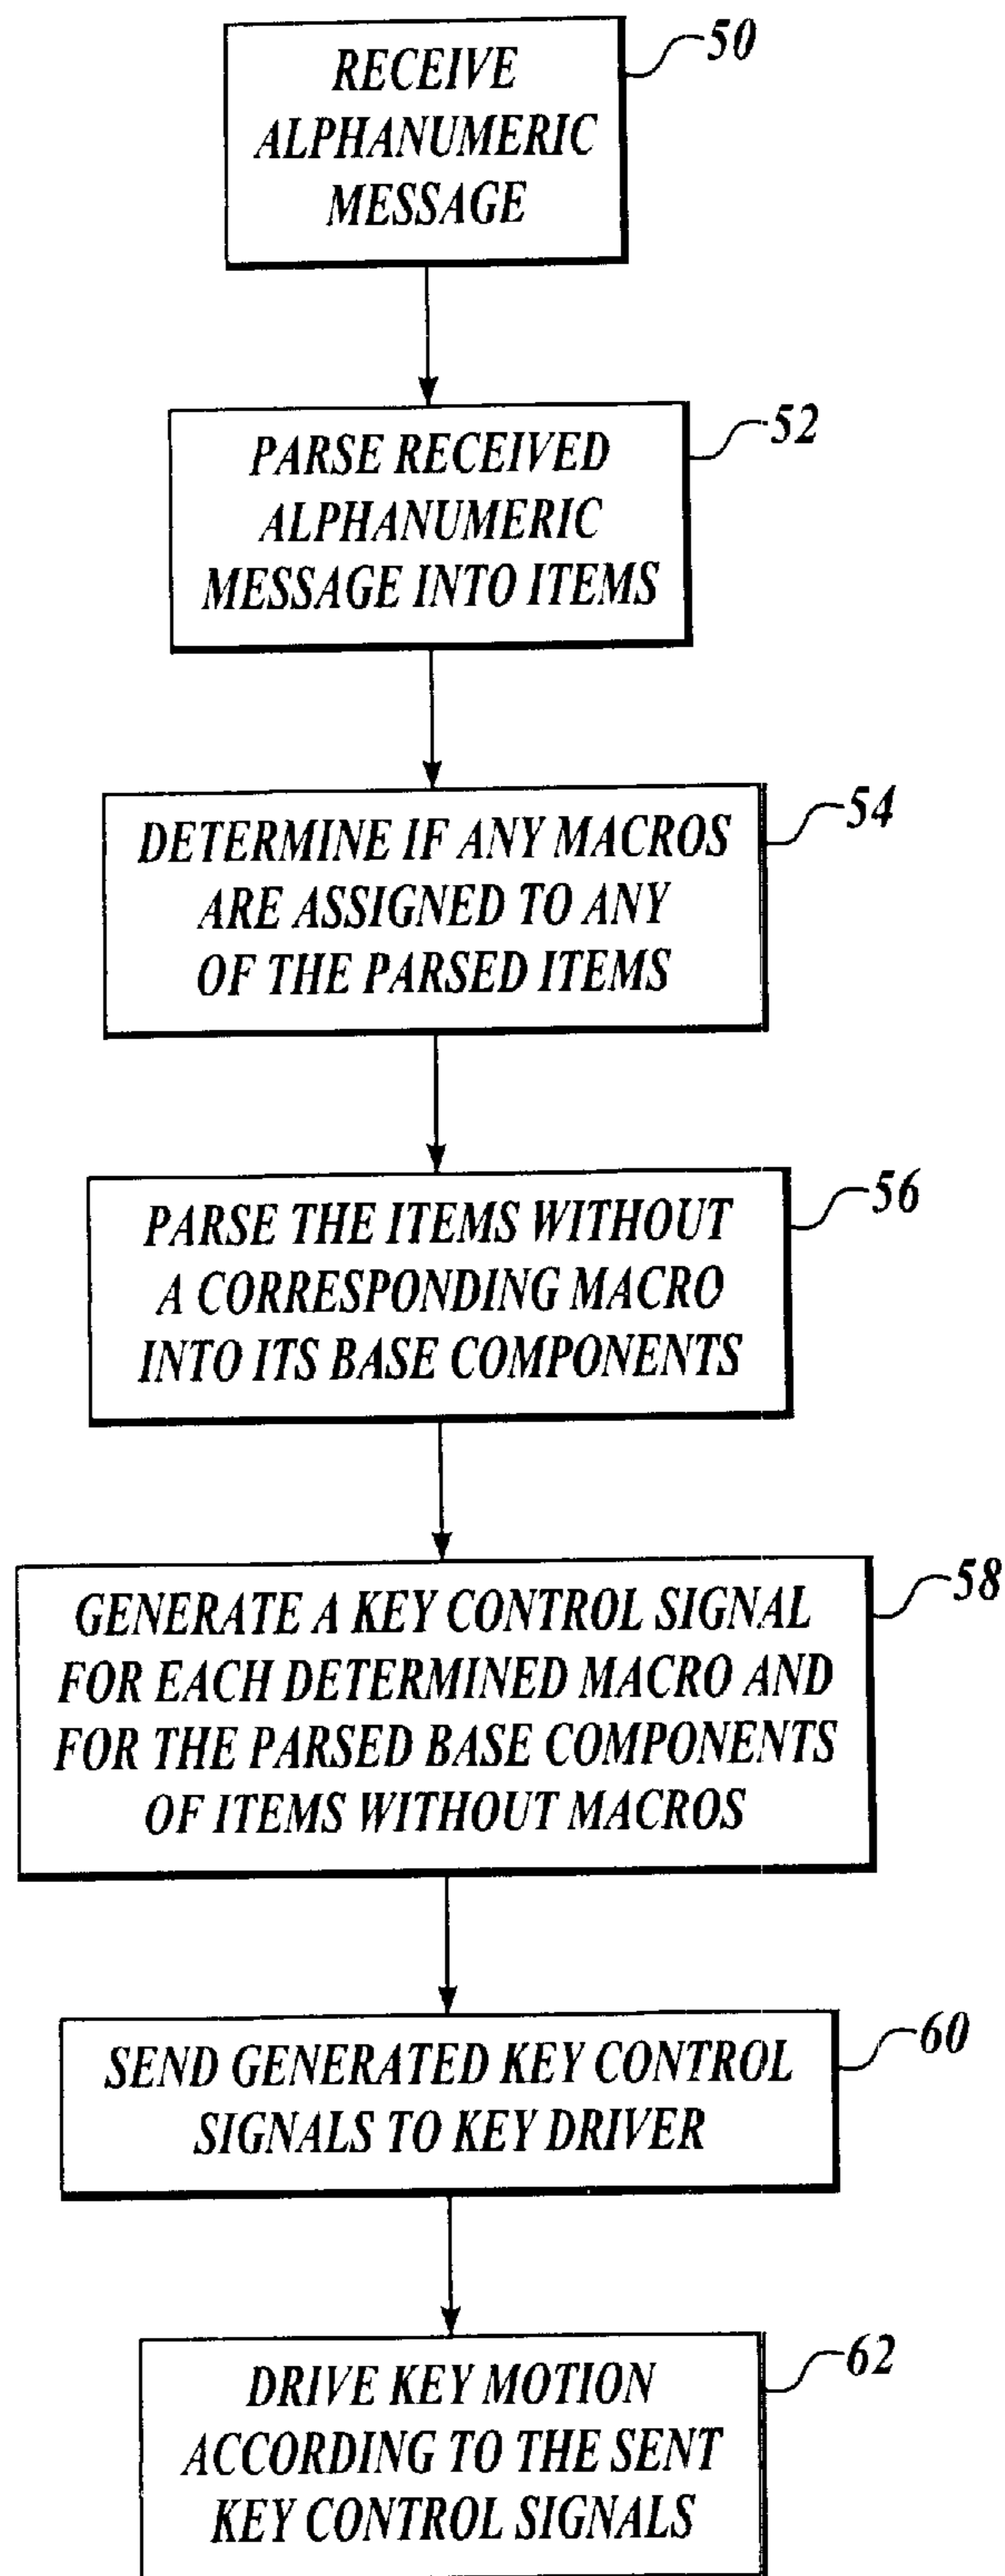 RECEIVE
ALPHANUMERIC
MESSAGE
50
PARSE RECEIVED
ALPHANUMERIC
MESSAGE INTO ITEMS
52
DETERMINE IF ANY MACROS
ARE ASSIGNED TO ANY
OF THE PARSED ITEMS
54
PARSE THE ITEMS WITHOUT
A CORRESPONDING MACRO
INTO ITS BASE COMPONENTS
56
GENERATE A KEY CONTROL SIGNAL
FOR EACH DETERMINED MACRO AND
FOR THE PARSED BASE COMPONENTS
OF ITEMS WITHOUT MACROS
58
SEND GENERATED KEY CONTROL
SIGNALS TO KEY DRIVER
60
DRIVE KEY MOTION
ACCORDING TO THE SENT
KEY CONTROL SIGNALS
62